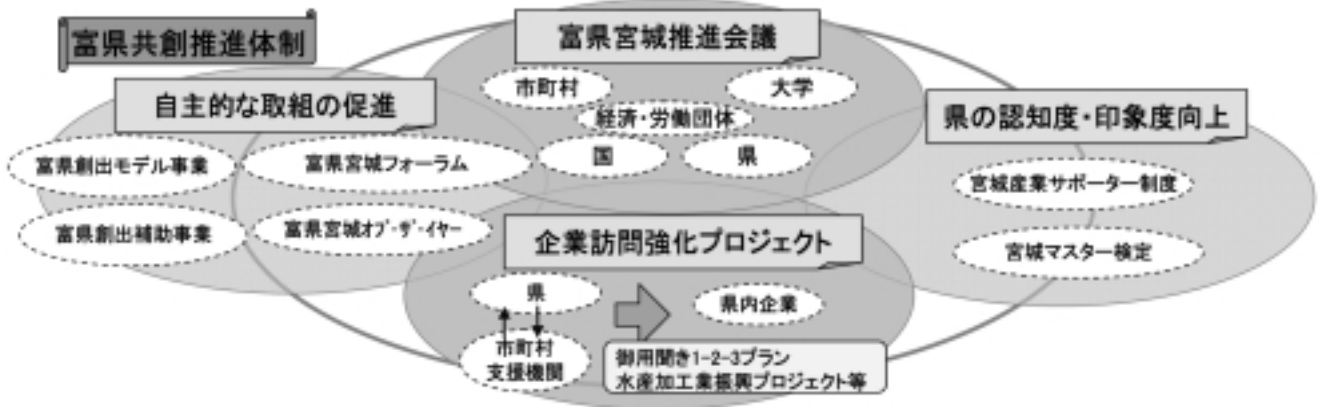 富県共創推進体制
富県宮城推進会議
市町村
大学
経済・労働団体
国
県
自主的な取組の促進
富県創出モデル事業
富県宮城フォーラム
富県創出補助事業
富県宮城オブ・ザ・イヤー
県の認知度・印象度向上
宮城産業サポーター制度
宮城マスター検定
企業訪問強化プロジェクト
県
県内企業
市町村
支援機関
御用聞き1-2-3プラン
水産加工業振興プロジェクト等